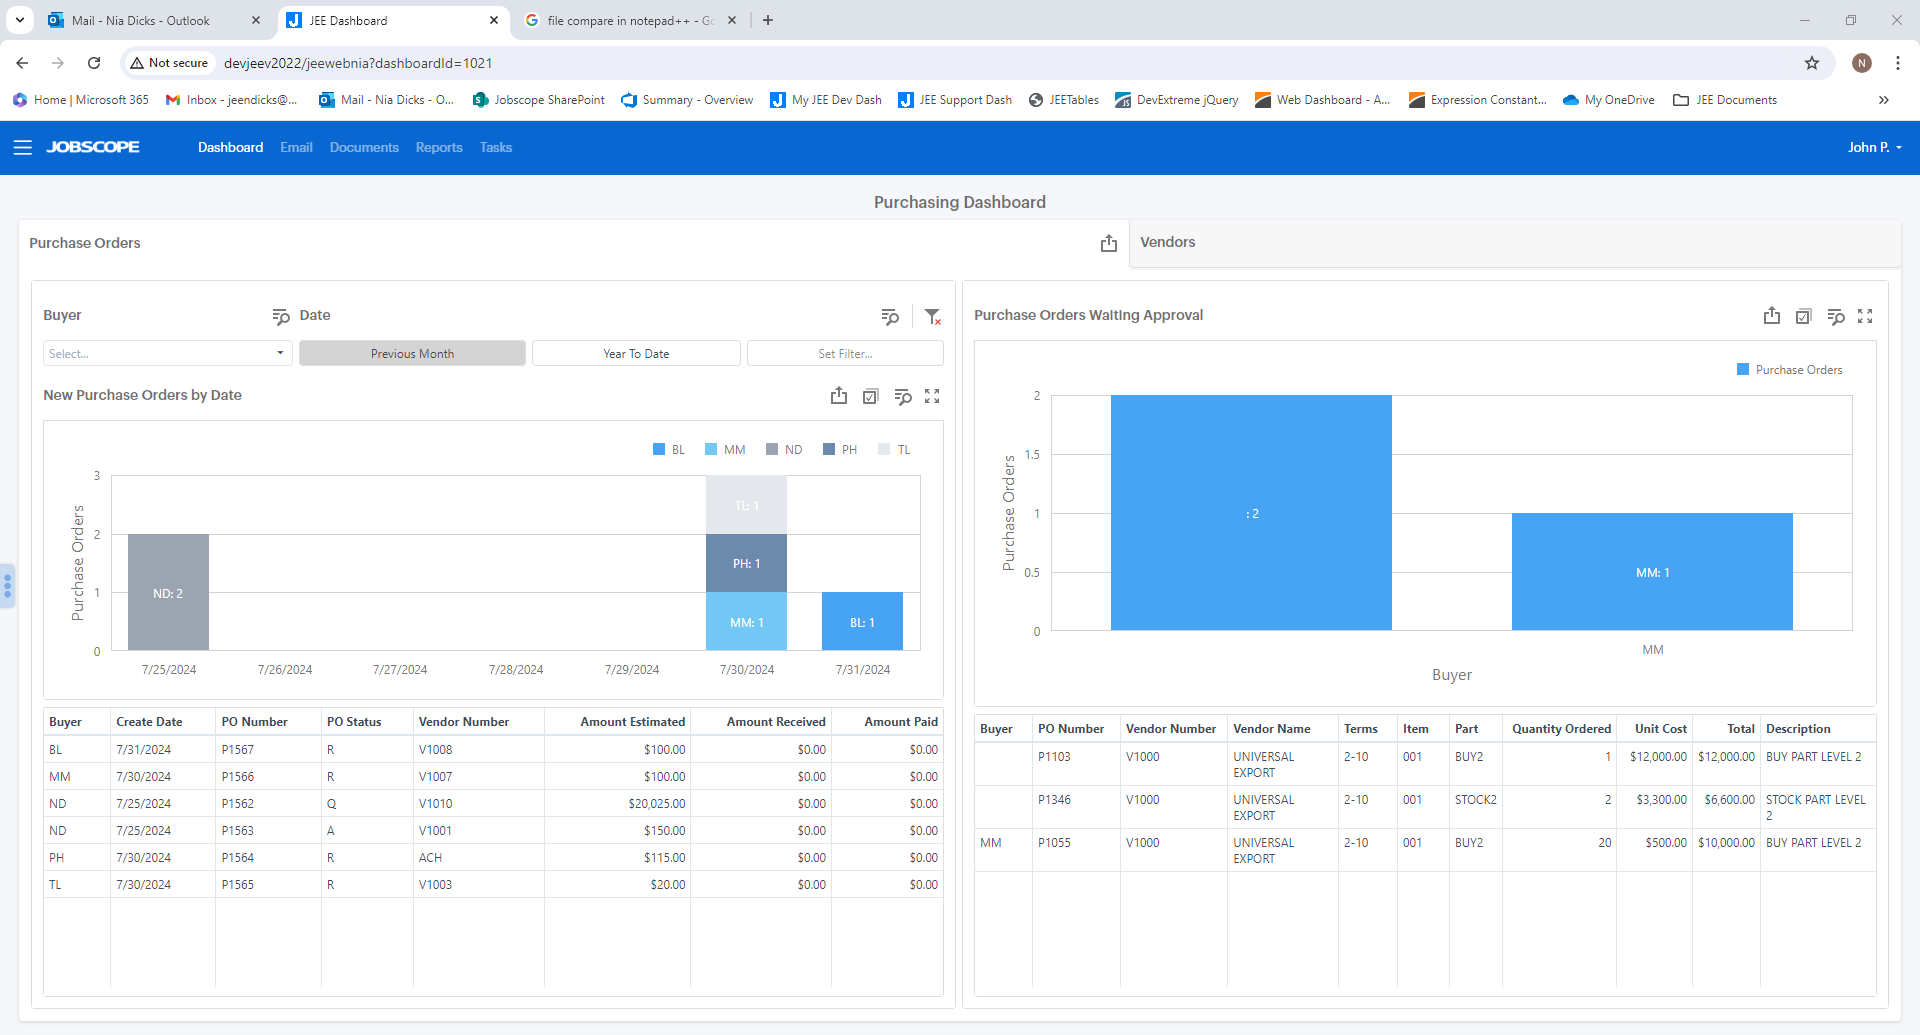 Mail - Nia Dicks - Outlook
JEE Dashboard
file compare in notepad++ - Go
Not secure
devjeev2022/jeewebnia?dashboardId=1021
N
Home | Microsoft 365
Inbox - jeendicks@...
Mail - Nia Dicks - O...
Jobscope SharePoint
Summary - Overview
My JEE Dev Dash
JEE Support Dash
JEETables
DevExtreme jQuery
Web Dashboard - A...
Expression Constant...
My OneDrive
JEE Documents
JOBSCOPE
Dashboard
Email
Documents
Reports
Tasks
John P.
Purchasing Dashboard
Purchase Orders
Vendors
Buyer
Date
Select...
Previous Month
Year To Date
Set Filter...
New Purchase Orders by Date
BL MM ND PH TL
Purchase Orders
3
2
1
0
ND: 2
TL: 1
PH: 1
MM: 1
BL: 1
7/25/2024 7/26/2024 7/27/2024 7/28/2024 7/29/2024 7/30/2024 7/31/2024
Buyer Create Date PO Number PO Status Vendor Number Amount Estimated Amount Received Amount Paid
BL 7/31/2024 P1567 R V1008 $100.00 $0.00 $0.00
MM 7/30/2024 P1566 R V1007 $100.00 $0.00 $0.00
ND 7/25/2024 P1562 Q V1010 $20,025.00 $0.00 $0.00
ND 7/25/2024 P1563 A V1001 $150.00 $0.00 $0.00
PH 7/30/2024 P1564 R ACH $115.00 $0.00 $0.00
TL 7/30/2024 P1565 R V1003 $20.00 $0.00 $0.00
Purchase Orders Waiting Approval
Purchase Orders
Purchase Orders
2
1.5
1
0.5
0
: 2
MM: 1
MM
Buyer
Buyer PO Number Vendor Number Vendor Name Terms Item Part Quantity Ordered Unit Cost Total Description
P1103 V1000 UNIVERSAL 2-10 001 BUY2 1 $12,000.00 $12,000.00 BUY PART LEVEL 2
EXPORT
P1346 V1000 UNIVERSAL 2-10 001 STOCK2 2 $3,300.00 $6,600.00 STOCK PART LEVEL
EXPORT 2
MM P1055 V1000 UNIVERSAL 2-10 001 BUY2 20 $500.00 $10,000.00 BUY PART LEVEL 2
EXPORT